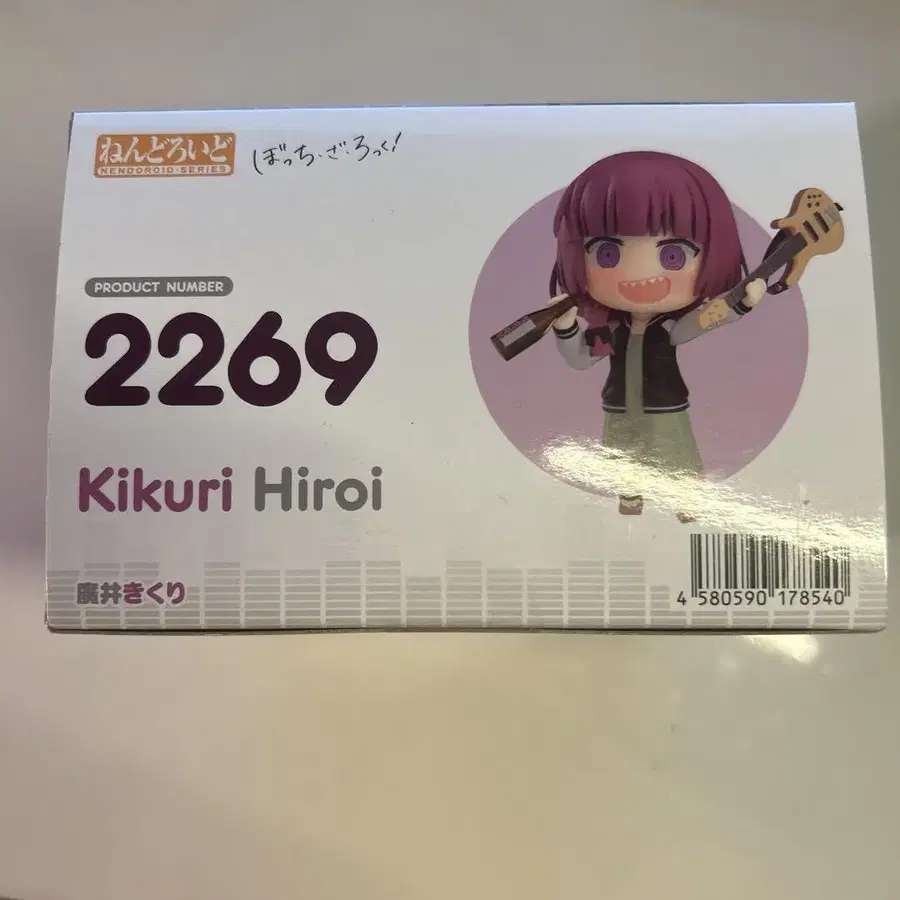 ねんどろいど
NENDOROID·SERIES
ぼっち・ざ・ろっく!
PRODUCT NUMBER
2269
Kikuri Hiroi
廣井きくり
4 580590 178540